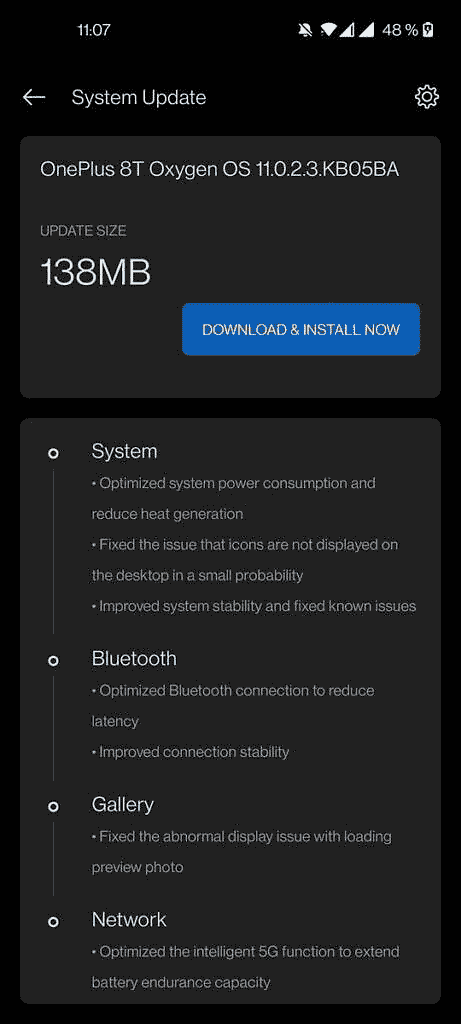 11:07 48 %
System Update
OnePlus 8T Oxygen OS 11.0.2.3.KB05BA
UPDATE SIZE
138MB
DOWNLOAD & INSTALL NOW
System
• Optimized system power consumption and
reduce heat generation
• Fixed the issue that icons are not displayed on
the desktop in a small probability
• Improved system stability and fixed known issues
Bluetooth
• Optimized Bluetooth connection to reduce
latency
• Improved connection stability
Gallery
• Fixed the abnormal display issue with loading
preview photo
Network
• Optimized the intelligent 5G function to extend
battery endurance capacity